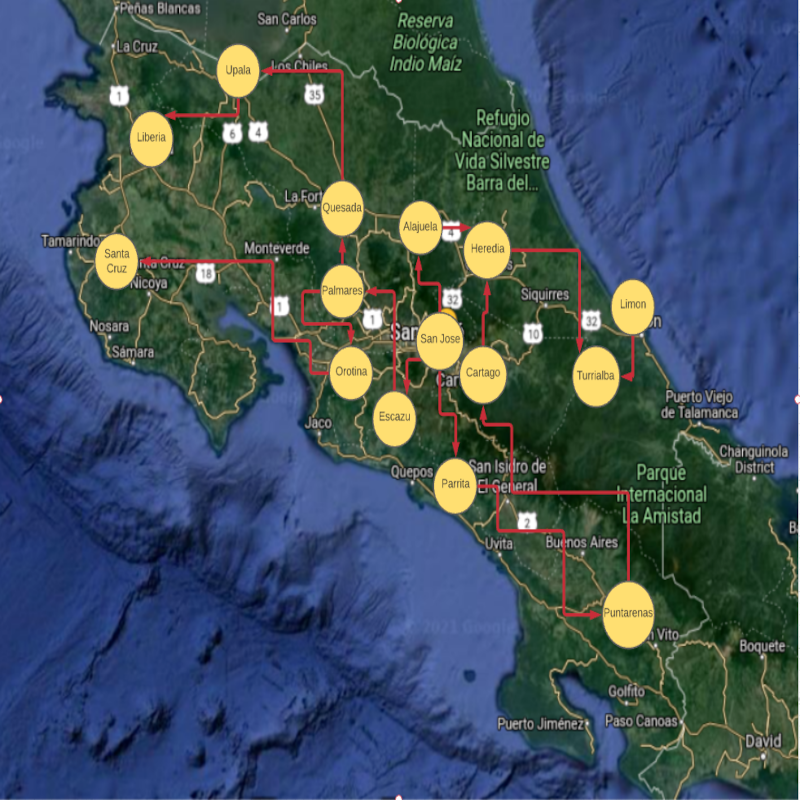 Peñas Blancas
San Carlos
Reserva
Biológica
Indio Maíz
La Cruz
Upala
Los Chiles
1
35
6
4
Liberia
Refugio
Nacional de
Vida Silvestre
Barra del...
La Fort
Quesada
Alajuela
4
Heredia
Tamarindo
Santa
Cruz
nta Cruz
18
Monteverde
Nicoya
Palmares
Siquirres
Limon
1
1
32
32
10
Nosara
San
San Jose
Sámara
Orotina
Car
Cartago
Turrialba
Puerto Viejo
de Talamanca
Jaco
Escazu
Changuinola
District
Quepos
Parrita
San Isidro de
El General
Parque
Internacional
La Amistad
2
Uvita
Buenos Aires
Puntarenas
n Vito
Boquete
Golfito
Puerto Jiménez
Paso Canoas
David